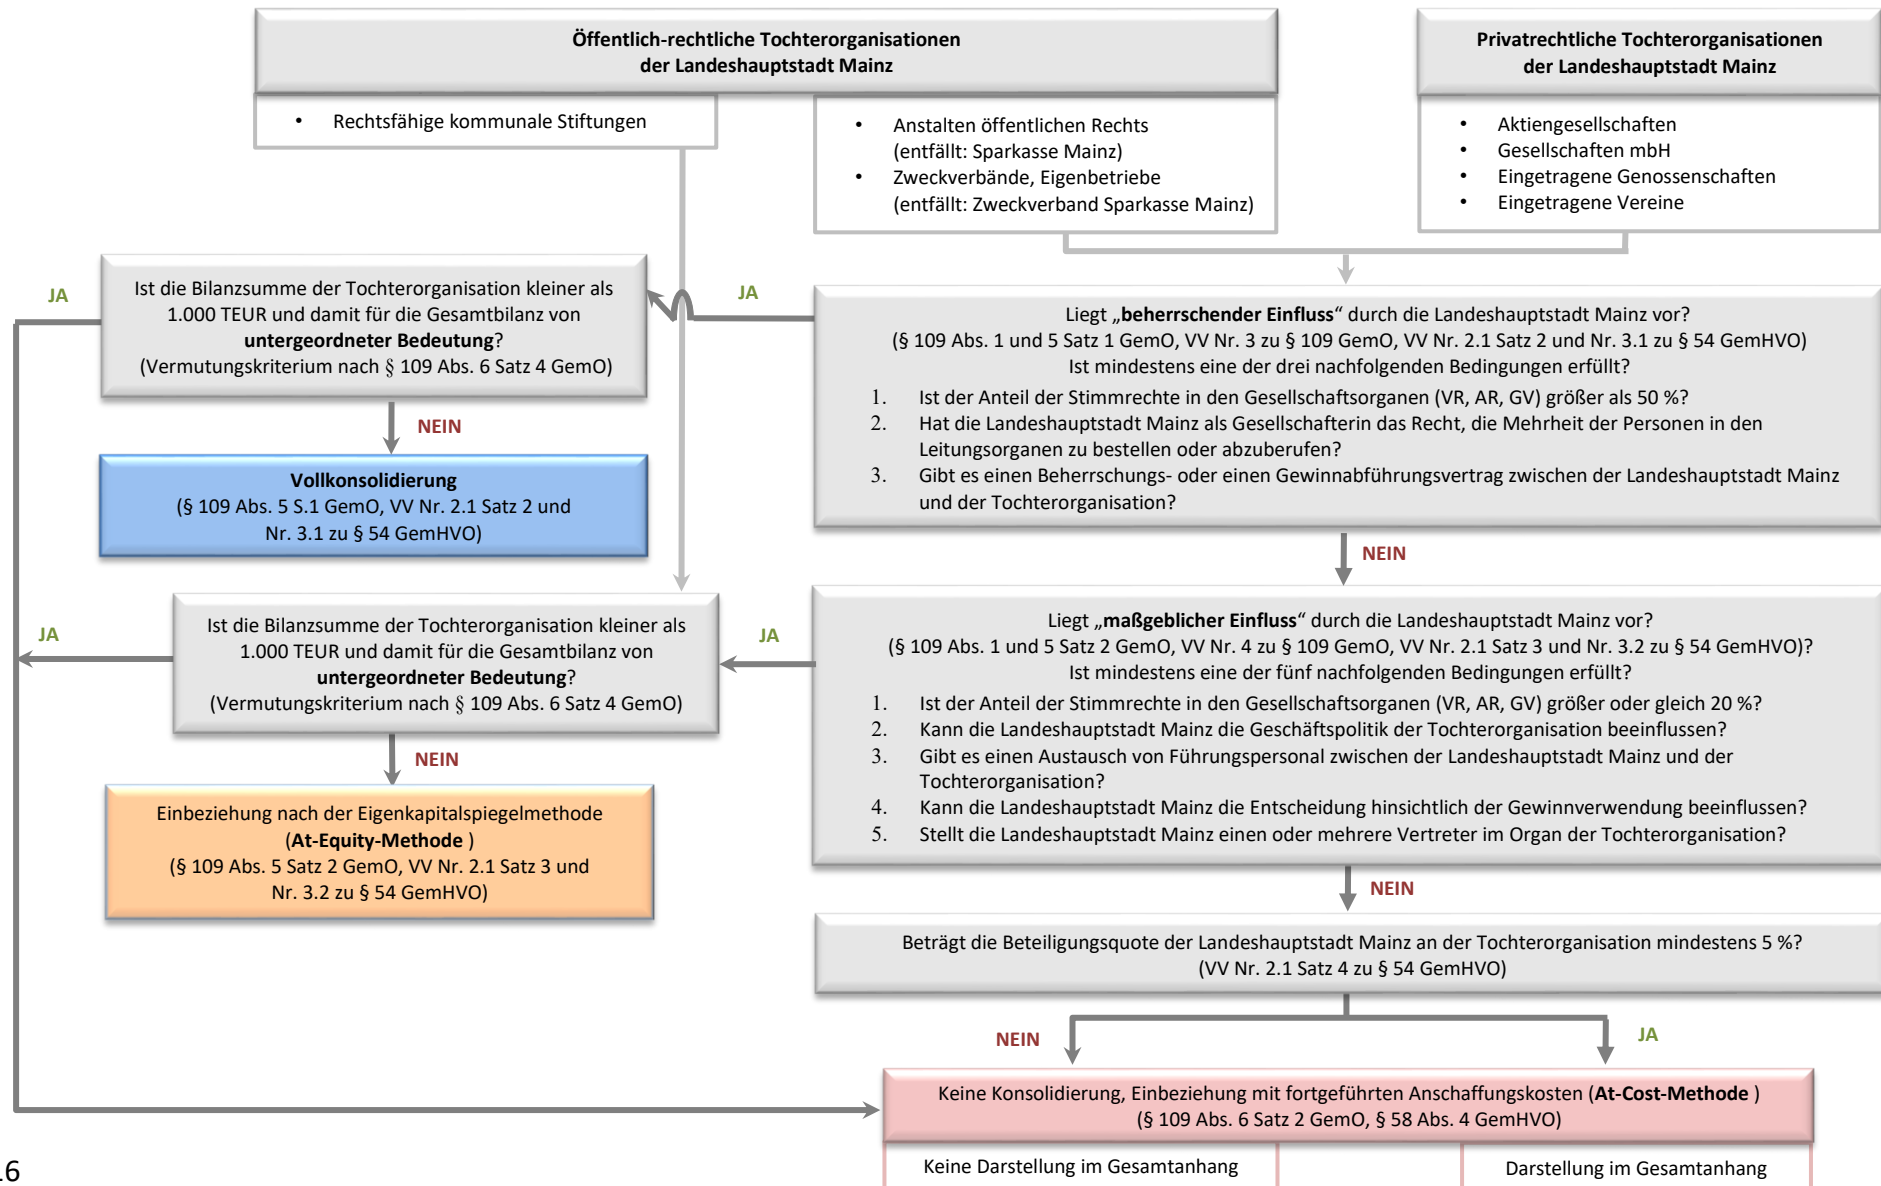 Öffentlich-rechtliche Tochterorganisationen
der Landeshauptstadt Mainz
Privatrechtliche Tochterorganisationen
der Landeshauptstadt Mainz
• Rechtsfähige kommunale Stiftungen
• Anstalten öffentlichen Rechts
(entfällt: Sparkasse Mainz)
• Zweckverbände, Eigenbetriebe
(entfällt: Zweckverband Sparkasse Mainz)
• Aktiengesellschaften
• Gesellschaften mbH
• Eingetragene Genossenschaften
• Eingetragene Vereine
JA
Ist die Bilanzsumme der Tochterorganisation kleiner als
1.000 TEUR und damit für die Gesamtbilanz von
untergeordneter Bedeutung?
(Vermutungskriterium nach § 109 Abs. 6 Satz 4 GemO)
JA
Liegt „beherrschender Einfluss“ durch die Landeshauptstadt Mainz vor?
(§ 109 Abs. 1 und 5 Satz 1 GemO, VV Nr. 3 zu § 109 GemO, VV Nr. 2.1 Satz 2 und Nr. 3.1 zu § 54 GemHVO)
Ist mindestens eine der drei nachfolgenden Bedingungen erfüllt?
1. Ist der Anteil der Stimmrechte in den Gesellschaftsorganen (VR, AR, GV) größer als 50 %?
2. Hat die Landeshauptstadt Mainz als Gesellschafterin das Recht, die Mehrheit der Personen in den
Leitungsorganen zu bestellen oder abzuberufen?
3. Gibt es einen Beherrschungs- oder einen Gewinnabführungsvertrag zwischen der Landeshauptstadt Mainz
und der Tochterorganisation?
NEIN
Vollkonsolidierung
(§ 109 Abs. 5 S.1 GemO, VV Nr. 2.1 Satz 2 und
Nr. 3.1 zu § 54 GemHVO)
NEIN
JA
Ist die Bilanzsumme der Tochterorganisation kleiner als
1.000 TEUR und damit für die Gesamtbilanz von
untergeordneter Bedeutung?
(Vermutungskriterium nach § 109 Abs. 6 Satz 4 GemO)
JA
Liegt „maßgeblicher Einfluss“ durch die Landeshauptstadt Mainz vor?
(§ 109 Abs. 1 und 5 Satz 2 GemO, VV Nr. 4 zu § 109 GemO, VV Nr. 2.1 Satz 3 und Nr. 3.2 zu § 54 GemHVO)?
Ist mindestens eine der fünf nachfolgenden Bedingungen erfüllt?
1. Ist der Anteil der Stimmrechte in den Gesellschaftsorganen (VR, AR, GV) größer oder gleich 20 %?
2. Kann die Landeshauptstadt Mainz die Geschäftspolitik der Tochterorganisation beeinflussen?
3. Gibt es einen Austausch von Führungspersonal zwischen der Landeshauptstadt Mainz und der
Tochterorganisation?
4. Kann die Landeshauptstadt Mainz die Entscheidung hinsichtlich der Gewinnverwendung beeinflussen?
5. Stellt die Landeshauptstadt Mainz einen oder mehrere Vertreter im Organ der Tochterorganisation?
NEIN
Einbeziehung nach der Eigenkapitalspiegelmethode
(At-Equity-Methode )
(§ 109 Abs. 5 Satz 2 GemO, VV Nr. 2.1 Satz 3 und
Nr. 3.2 zu § 54 GemHVO)
NEIN
Beträgt die Beteiligungsquote der Landeshauptstadt Mainz an der Tochterorganisation mindestens 5 %?
(VV Nr. 2.1 Satz 4 zu § 54 GemHVO)
NEIN
JA
Keine Konsolidierung, Einbeziehung mit fortgeführten Anschaffungskosten (At-Cost-Methode )
(§ 109 Abs. 6 Satz 2 GemO, § 58 Abs. 4 GemHVO)
Keine Darstellung im Gesamtanhang
Darstellung im Gesamtanhang